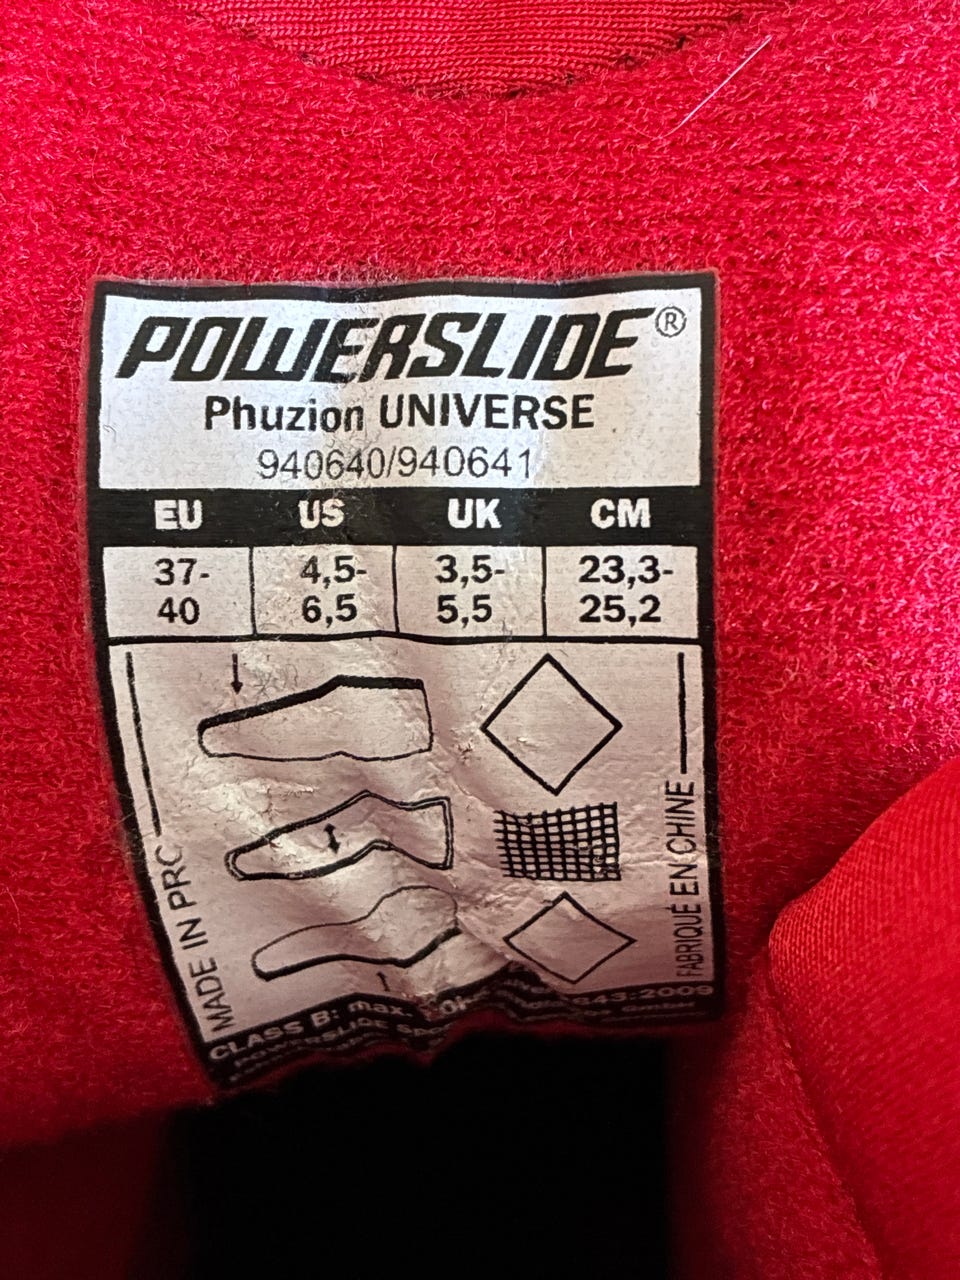 POWERSLIDE®
Phuzion UNIVERSE
940640/940641
EU US UK CM
37- 4,5- 3,5- 23,3-
40 6,5 5,5 25,2
MADE IN PRC
FABRIQUÉ EN CHINE
CLASS B: max. 
POWERSLIDE